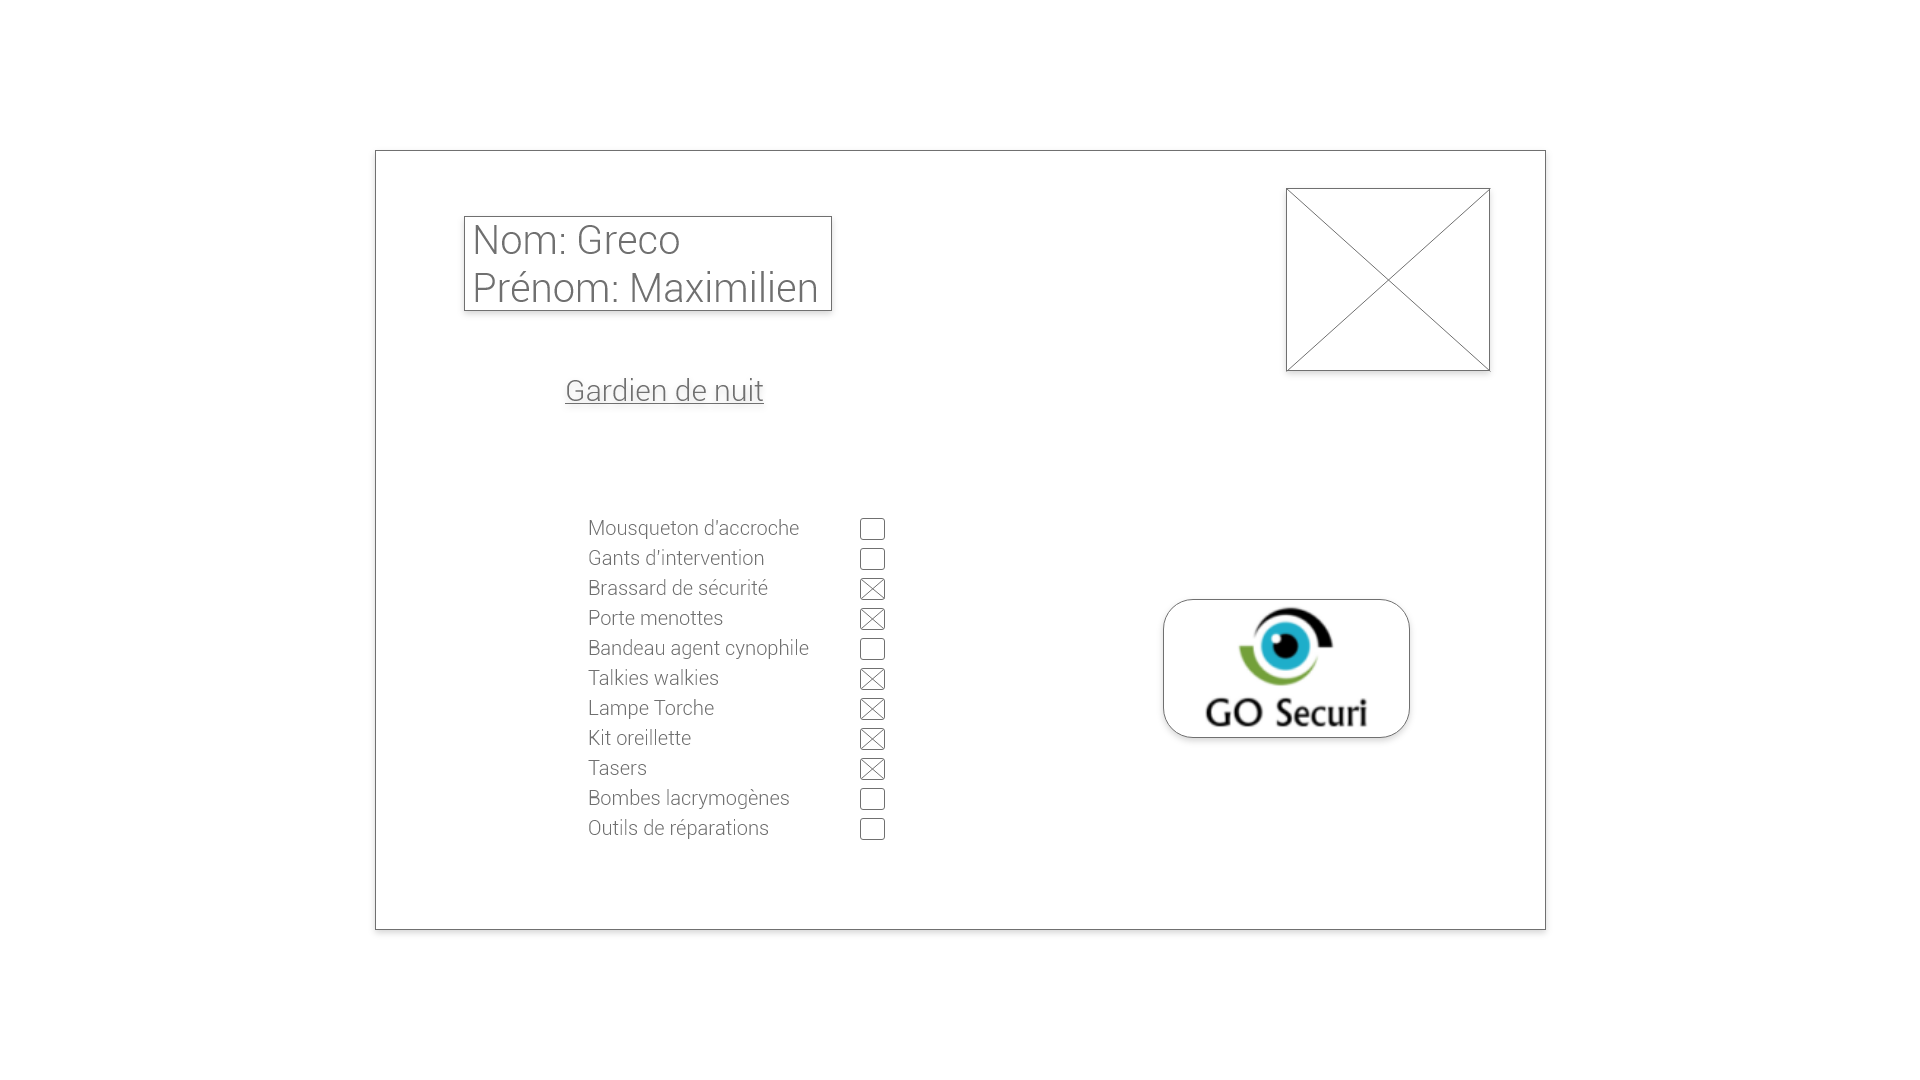 Nom: Greco
Prénom: Maximilien
Gardien de nuit
Mousqueton d'accroche
Gants d'intervention
Brassard de sécurité
Porte menottes
Bandeau agent cynophile
Talkies walkies
Lampe Torche
Kit oreillette
Tasers
Bombes lacrymogènes
Outils de réparations
GO Securi